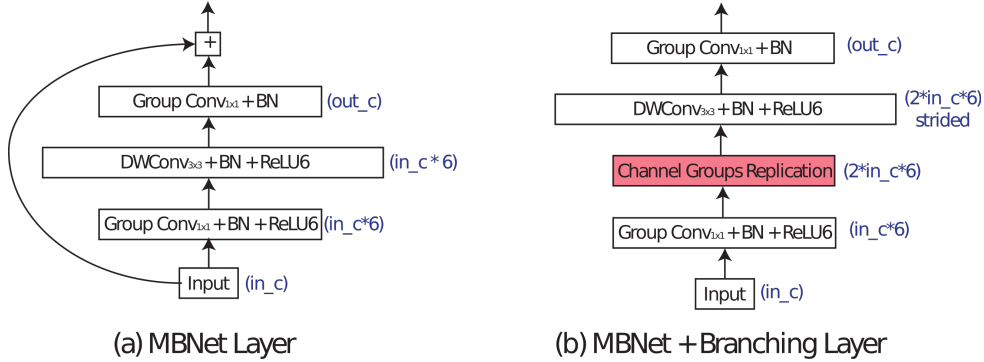 +
Group Conv1x1 + BN (out_c)
DWConv3x3 + BN + ReLU6 (in_c * 6)
Group Conv1x1 + BN + ReLU6 (in_c*6)
Input (in_c)
(a) MBNet Layer
Group Conv1x1 + BN (out_c)
DWConv3x3 + BN + ReLU6 (2*in_c*6)
strided
Channel Groups Replication (2*in_c*6)
Group Conv1x1 + BN + ReLU6 (in_c*6)
Input (in_c)
(b) MBNet + Branching Layer